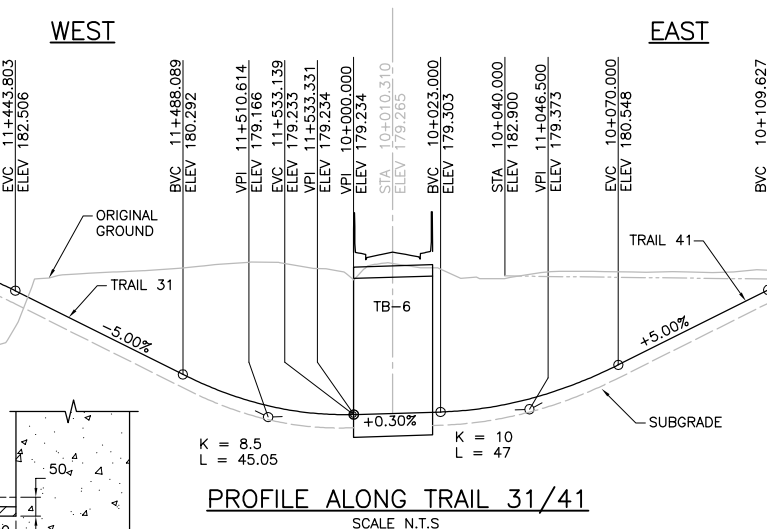 WEST
EAST
EVC 11+443.803
ELEV 182.506
BVC 11+488.089
ELEV 180.292
VPI 11+510.614
ELEV 179.166
EVC 11+533.139
ELEV 179.233
VPI 11+533.331
ELEV 179.234
VPI 10+000.000
ELEV 179.234
STA 10+010.310
ELEV 179.265
BVC 10+023.000
ELEV 179.303
STA 10+040.000
ELEV 182.900
VPI 11+046.500
ELEV 179.373
EVC 10+070.000
ELEV 180.548
BVC 10+109.627
ORIGINAL
GROUND
TRAIL 31
TRAIL 41
TB-6
-5.00%
+5.00%
+0.30%
SUBGRADE
K = 8.5
L = 45.05
K = 10
L = 47
50
PROFILE ALONG TRAIL 31/41
SCALE N.T.S